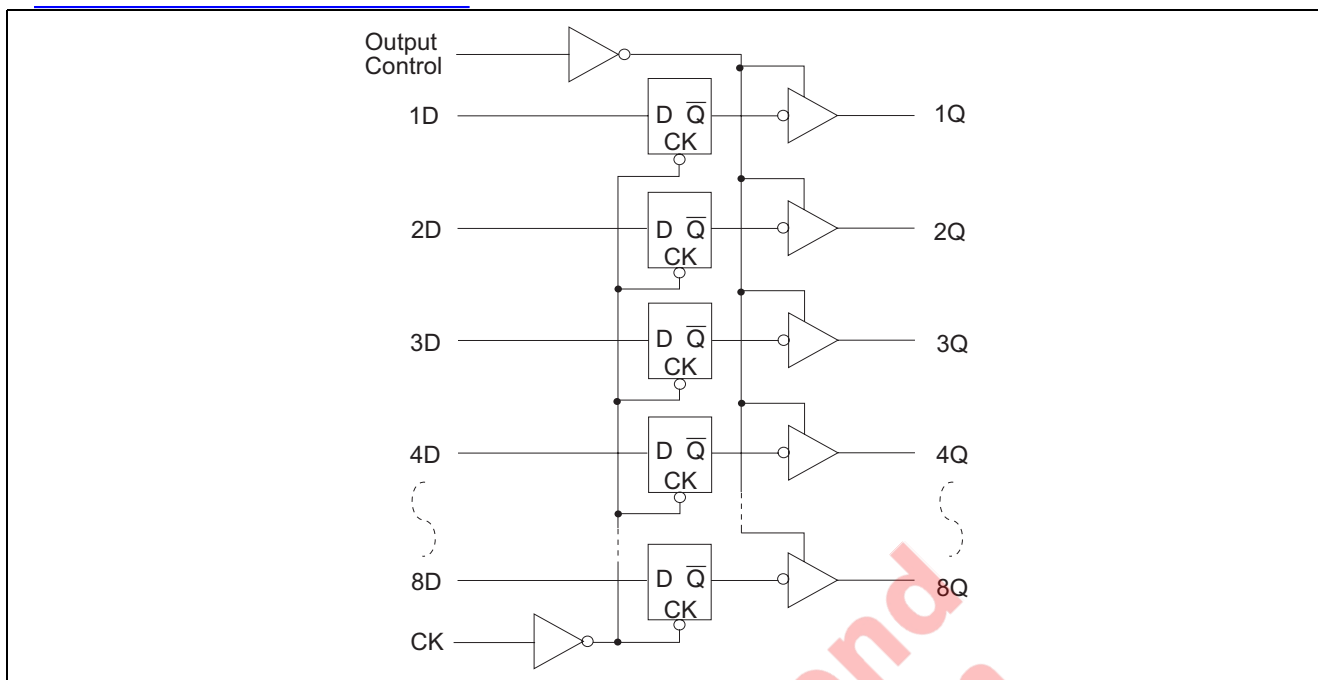 Output
Control
1D D Q̅ 1Q
CK
2D D Q̅ 2Q
CK
3D D Q̅ 3Q
CK
4D D Q̅ 4Q
CK
8D D Q̅ 8Q
CK
CK